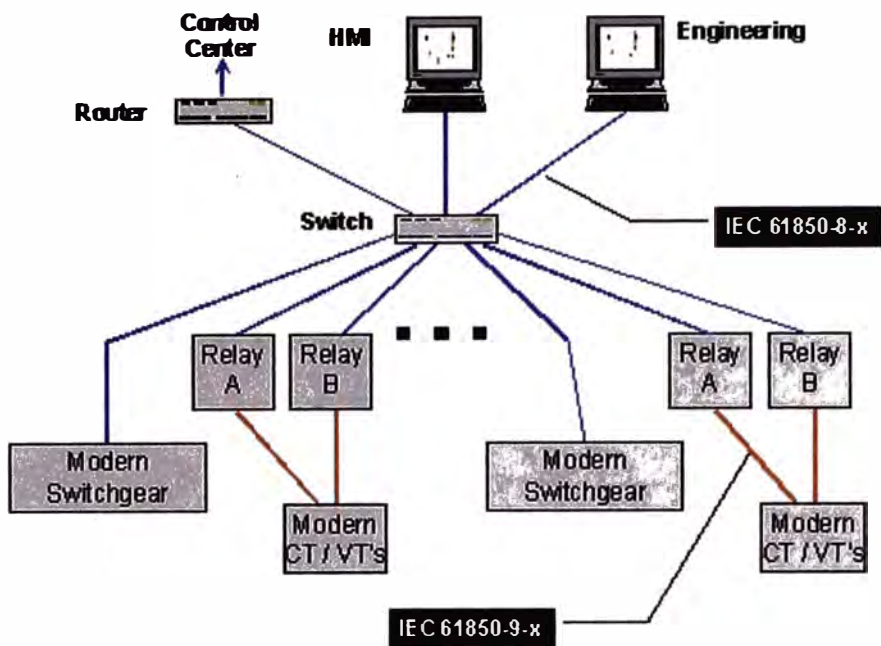 Control
Center
HMI
Engineering
Router
Switch
IEC 61850-8-x
Relay
A
Relay
B
Relay
A
Relay
B
Modern
Switchgear
Modern
Switchgear
Modern
CT / VT's
Modern
CT / VT's
IEC 61850-9-x